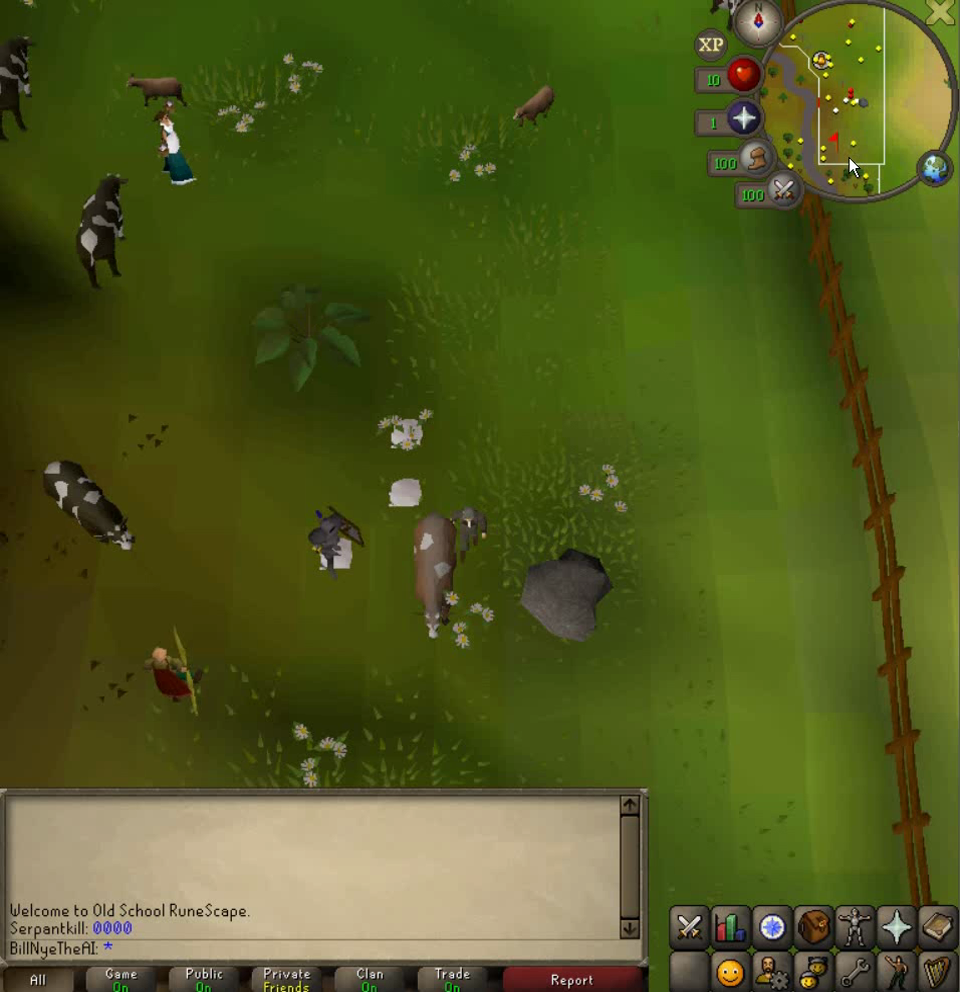 N
XP
10
1
100
100
Welcome to Old School RuneScape.
Serpantkill: 0000
BillNyeTheAI: *
All
Game
On
Public
On
Private
Friends
Clan
On
Trade
On
Report